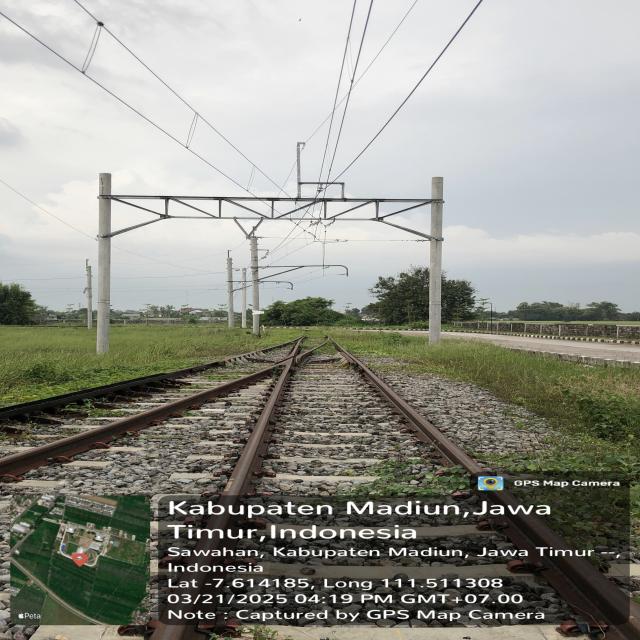 GPS Map Camera
Kabupaten Madiun,Jawa
Timur,Indonesia
Sawahan, Kabupaten Madiun, Jawa Timur --,
Indonesia
Lat -7.614185, Long 111.511308
03/21/2025 04:19 PM GMT+07.00
Note : Captured by GPS Map Camera
Peta